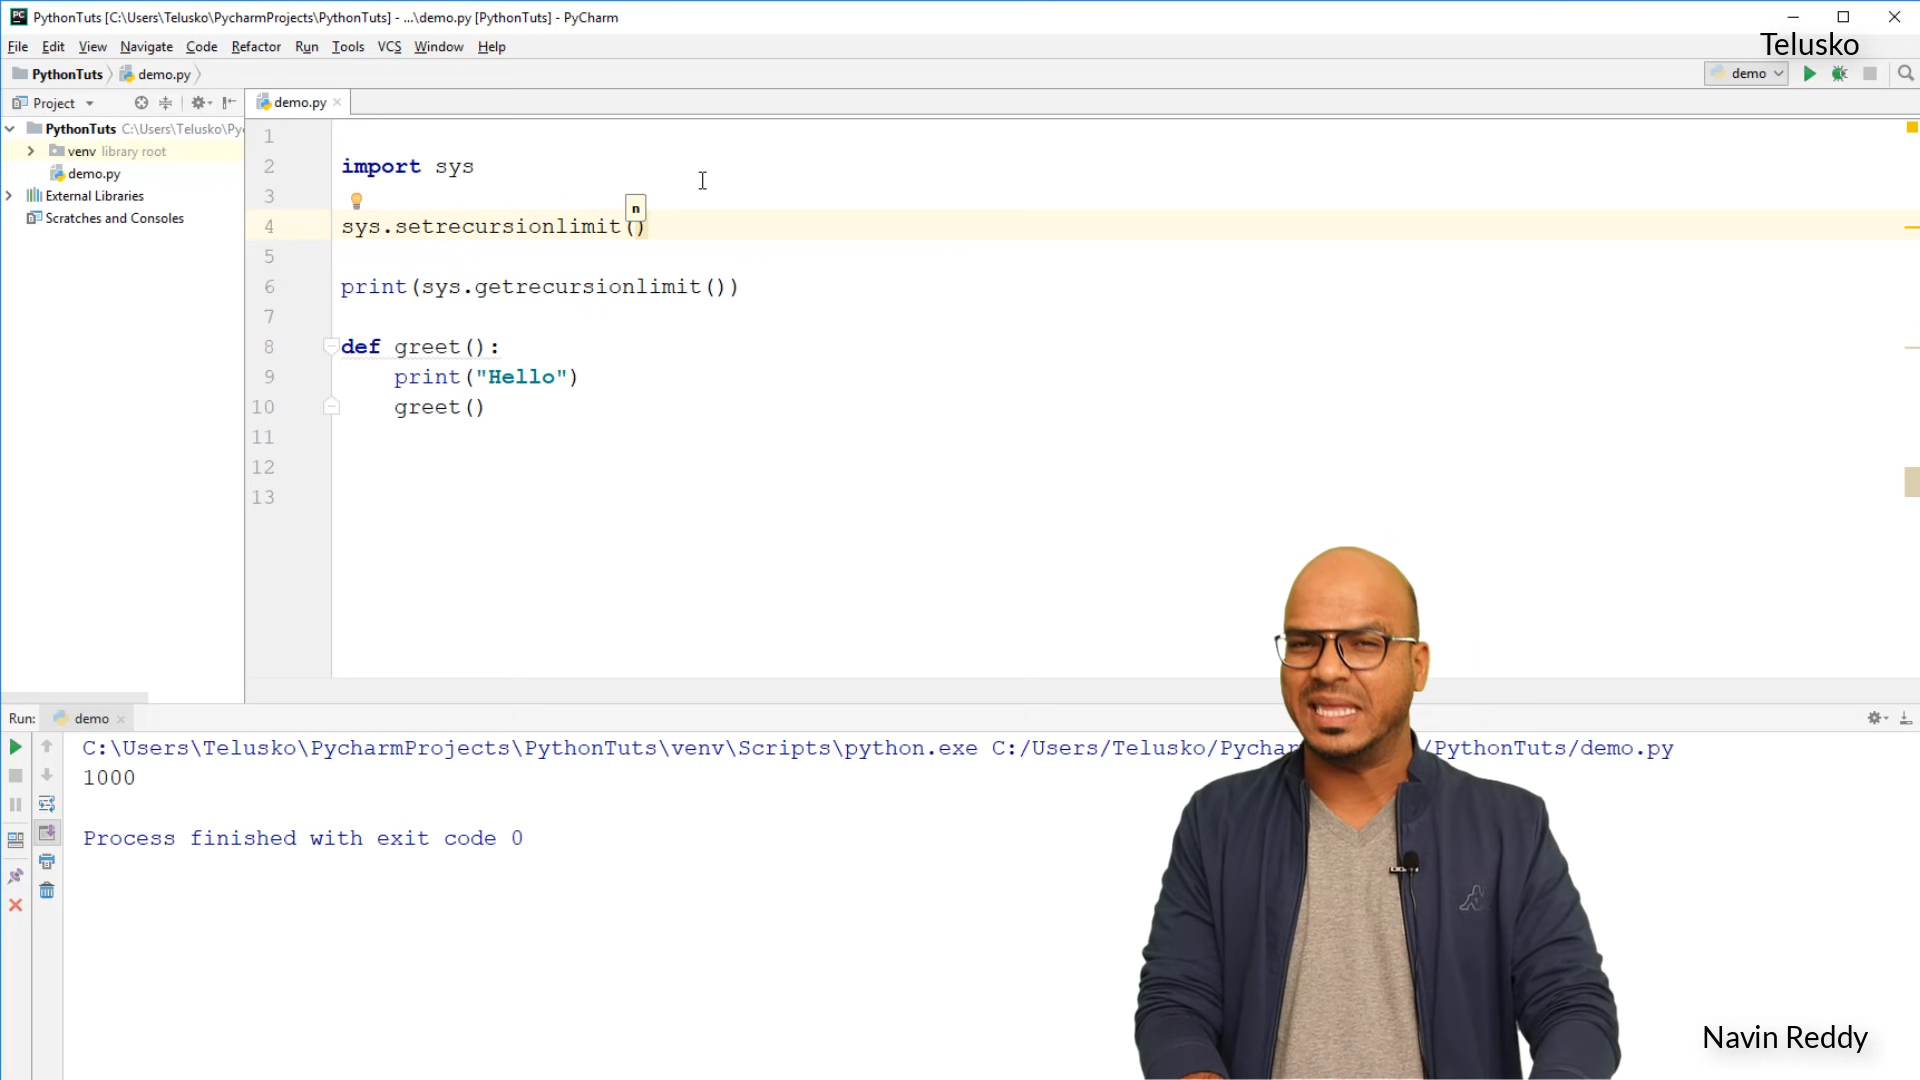 PythonTuts [C:\Users\Telusko\PycharmProjects\PythonTuts] - ...\demo.py [PythonTuts] - PyCharm
File Edit View Navigate Code Refactor Run Tools VCS Window Help
Telusko
PythonTuts demo.py
demo
Project
demo.py
PythonTuts C:\Users\Telusko\Py
venv library root
demo.py
External Libraries
Scratches and Consoles
1
2 import sys
3
n
4 sys.setrecursionlimit()
5
6 print(sys.getrecursionlimit())
7
8 def greet():
9 print("Hello")
10 greet()
11
12
13
Run: demo
C:\Users\Telusko\PycharmProjects\PythonTuts\venv\Scripts\python.exe C:/Users/Telusko/Pychar /PythonTuts/demo.py
1000
Process finished with exit code 0
Navin Reddy